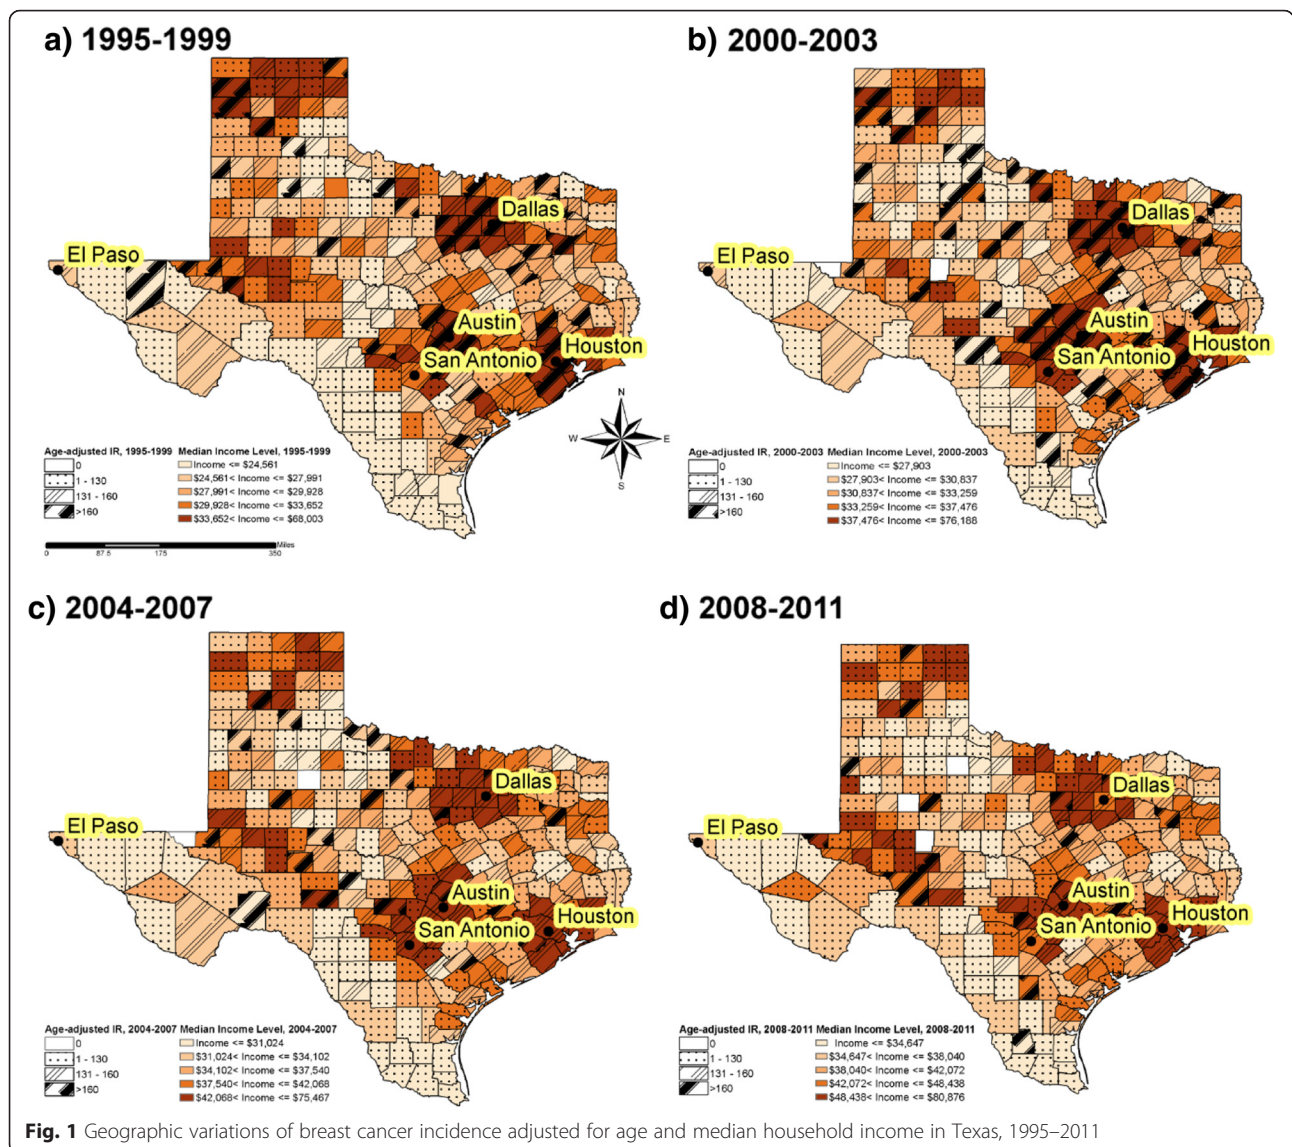 a) 1995-1999
El Paso
Dallas
Austin
San Antonio
Houston
Age-adjusted IR, 1995-1999
0
1 - 130
131 - 160
>160
Median Income Level, 1995-1999
Income <= $24,561
$24,561< Income <= $27,991
$27,991< Income <= $29,928
$29,928< Income <= $33,652
$33,652< Income <= $68,003
Miles
0 87.5 175 350
N
W E
S
b) 2000-2003
El Paso
Dallas
Austin
San Antonio
Houston
Age-adjusted IR, 2000-2003
0
1 - 130
131 - 160
>160
Median Income Level, 2000-2003
Income <= $27,903
$27,903< Income <= $30,837
$30,837< Income <= $33,259
$33,259< Income <= $37,476
$37,476< Income <= $76,188
c) 2004-2007
El Paso
Dallas
Austin
San Antonio
Houston
Age-adjusted IR, 2004-2007
0
1 - 130
131 - 160
>160
Median Income Level, 2004-2007
Income <= $31,024
$31,024< Income <= $34,102
$34,102< Income <= $37,540
$37,540< Income <= $42,068
$42,068< Income <= $75,467
d) 2008-2011
El Paso
Dallas
Austin
San Antonio
Houston
Age-adjusted IR, 2008-2011
0
1 - 130
131 - 160
>160
Median Income Level, 2008-2011
Income <= $34,647
$34,647< Income <= $38,040
$38,040< Income <= $42,072
$42,072< Income <= $48,438
$48,438< Income <= $80,876
Fig. 1 Geographic variations of breast cancer incidence adjusted for age and median household income in Texas, 1995–2011